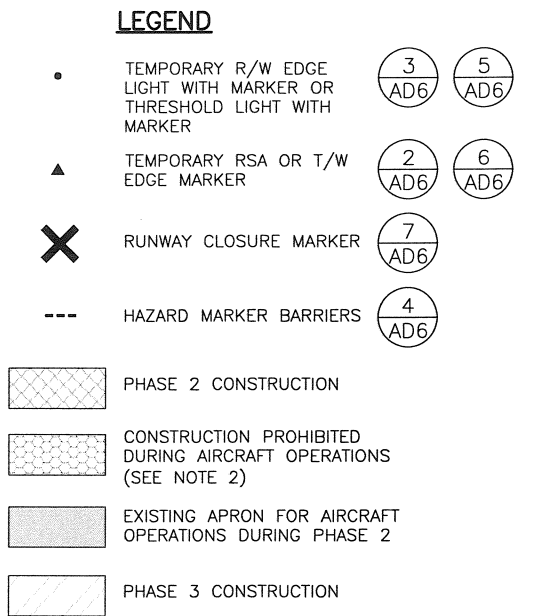 LEGEND
TEMPORARY R/W EDGE
LIGHT WITH MARKER OR
THRESHOLD LIGHT WITH
MARKER
3
AD6
5
AD6
TEMPORARY RSA OR T/W
EDGE MARKER
2
AD6
6
AD6
RUNWAY CLOSURE MARKER
7
AD6
HAZARD MARKER BARRIERS
4
AD6
PHASE 2 CONSTRUCTION
CONSTRUCTION PROHIBITED
DURING AIRCRAFT OPERATIONS
(SEE NOTE 2)
EXISTING APRON FOR AIRCRAFT
OPERATIONS DURING PHASE 2
PHASE 3 CONSTRUCTION